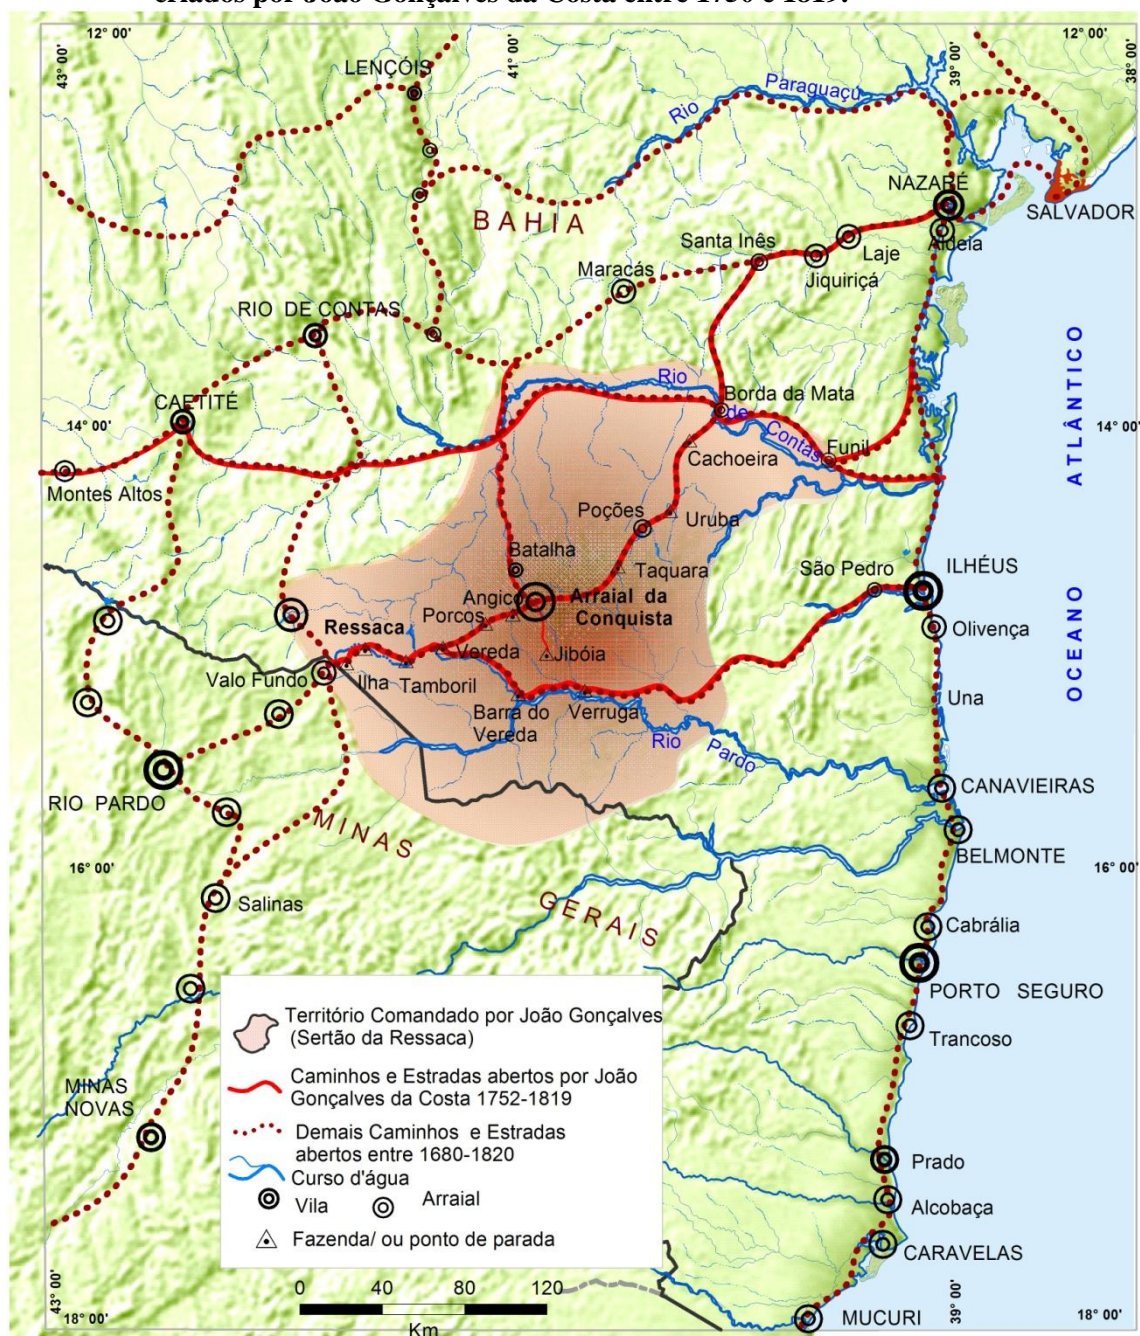 criados por João Gonçalves da Costa entre 1750 e 1819.
12° 00'
43° 00'
41° 00'
39° 00'
12° 00'
38° 00'
LENÇÓIS
Rio
Paraguaçu
NAZARÉ
SALVADOR
BAHIA
Aldeia
Santa Inês
Laje
Jiquiriçá
Maracás
RIO DE CONTAS
ATLÂNTICO
Rio
Borda da Mata
de
CAETITÉ
14° 00'
14° 00'
Contas
Funil
Cachoeira
Montes Altos
Poções
Uruba
Batalha
Taquara
São Pedro
ILHÉUS
Angico
Arraial da
Conquista
OCEANO
Porcos
Ressaca
Olivença
Vereda
Jibóia
Valo Fundo
Ilha
Tamboril
Una
Barra do
Vereda
Verruga
Rio
Pardo
CANAVIEIRAS
RIO PARDO
MINAS
BELMONTE
16° 00'
16° 00'
Salinas
GERAIS
Cabrália
PORTO SEGURO
Trancoso
Território Comandado por João Gonçalves
(Sertão da Ressaca)
Caminhos e Estradas abertos por João
Gonçalves da Costa 1752-1819
MINAS
NOVAS
Demais Caminhos e Estradas
abertos entre 1680-1820
Curso d'água
Vila
Arraial
Fazenda/ ou ponto de parada
Prado
Alcobaça
CARAVELAS
0 40 80 120
Km
43° 00'
18° 00'
39° 00'
18° 00'
MUCURI